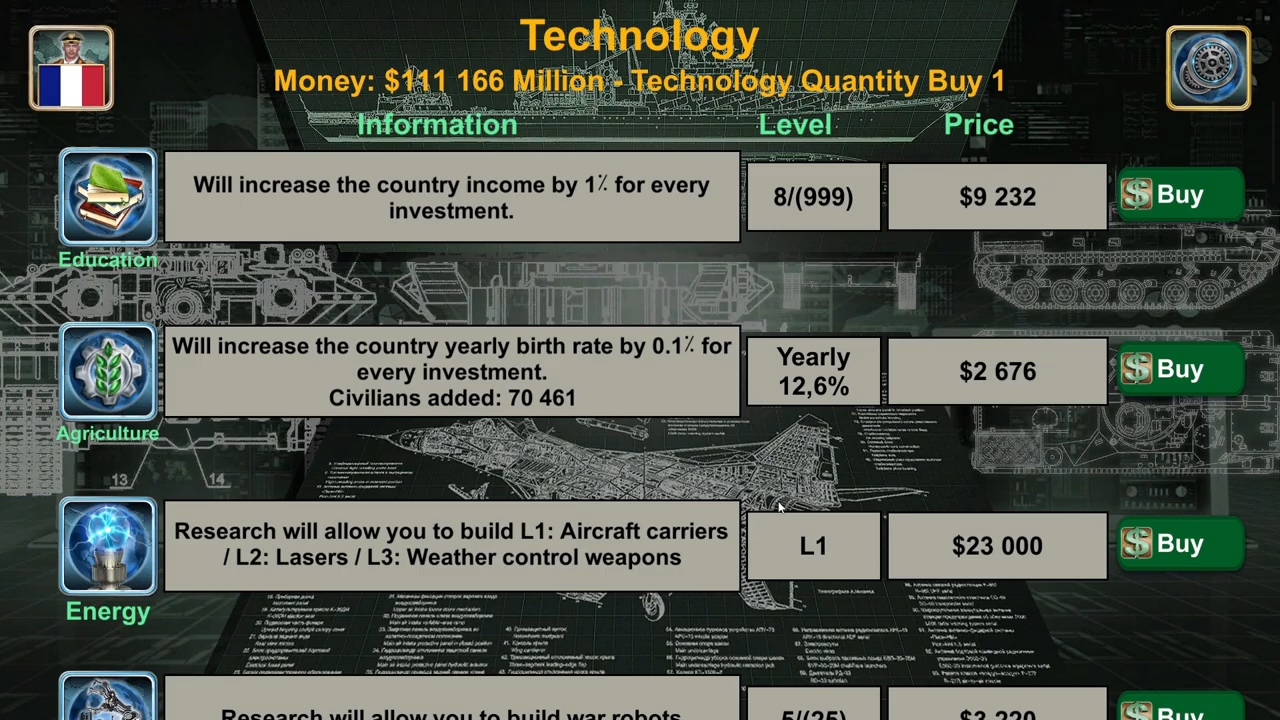 Technology
Money: $111 166 Million - Technology Quantity Buy 1
Information Level Price
Will increase the country income by 1٪ for every
investment.
8/(999)
$9 232
Buy
Education
Will increase the country yearly birth rate by 0.1٪ for
every investment.
Civilians added: 70 461
Yearly
12,6%
$2 676
Buy
Agriculture
13 14
Research will allow you to build L1: Aircraft carriers
/ L2: Lasers / L3: Weather control weapons
L1
$23 000
Buy
Energy
Research will allow you to build war robots
5/(25)
$3 220
Buy